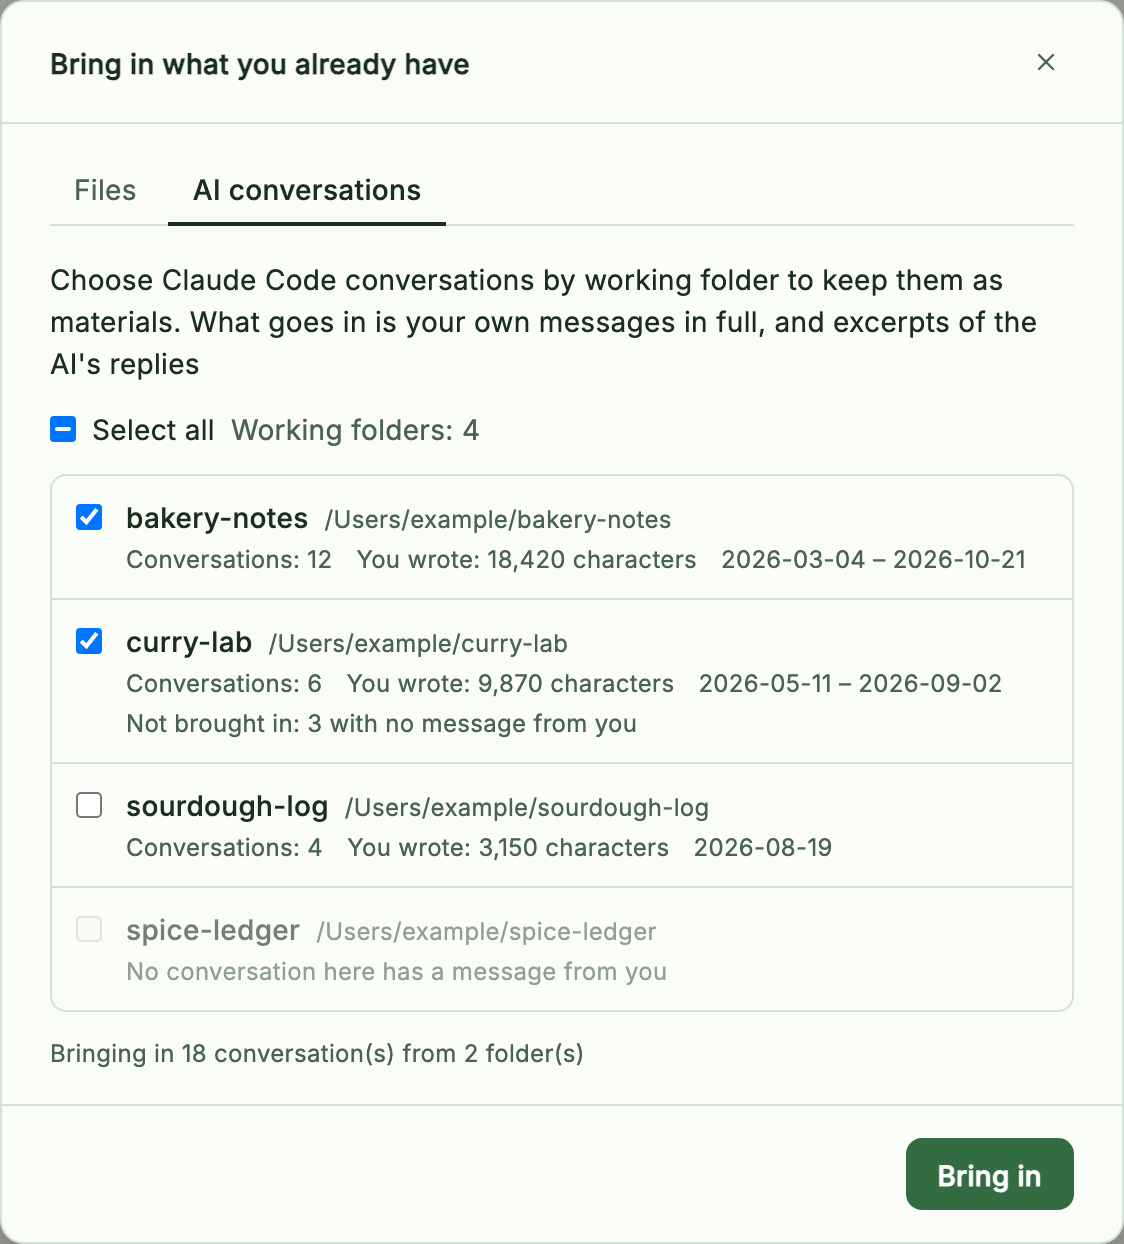 Bring in what you already have
Files AI conversations
Choose Claude Code conversations by working folder to keep them as
materials. What goes in is your own messages in full, and excerpts of the
AI's replies
Select all Working folders: 4
bakery-notes /Users/example/bakery-notes
Conversations: 12 You wrote: 18,420 characters 2026-03-04 – 2026-10-21
curry-lab /Users/example/curry-lab
Conversations: 6 You wrote: 9,870 characters 2026-05-11 – 2026-09-02
Not brought in: 3 with no message from you
sourdough-log /Users/example/sourdough-log
Conversations: 4 You wrote: 3,150 characters 2026-08-19
spice-ledger /Users/example/spice-ledger
No conversation here has a message from you
Bringing in 18 conversation(s) from 2 folder(s)
Bring in